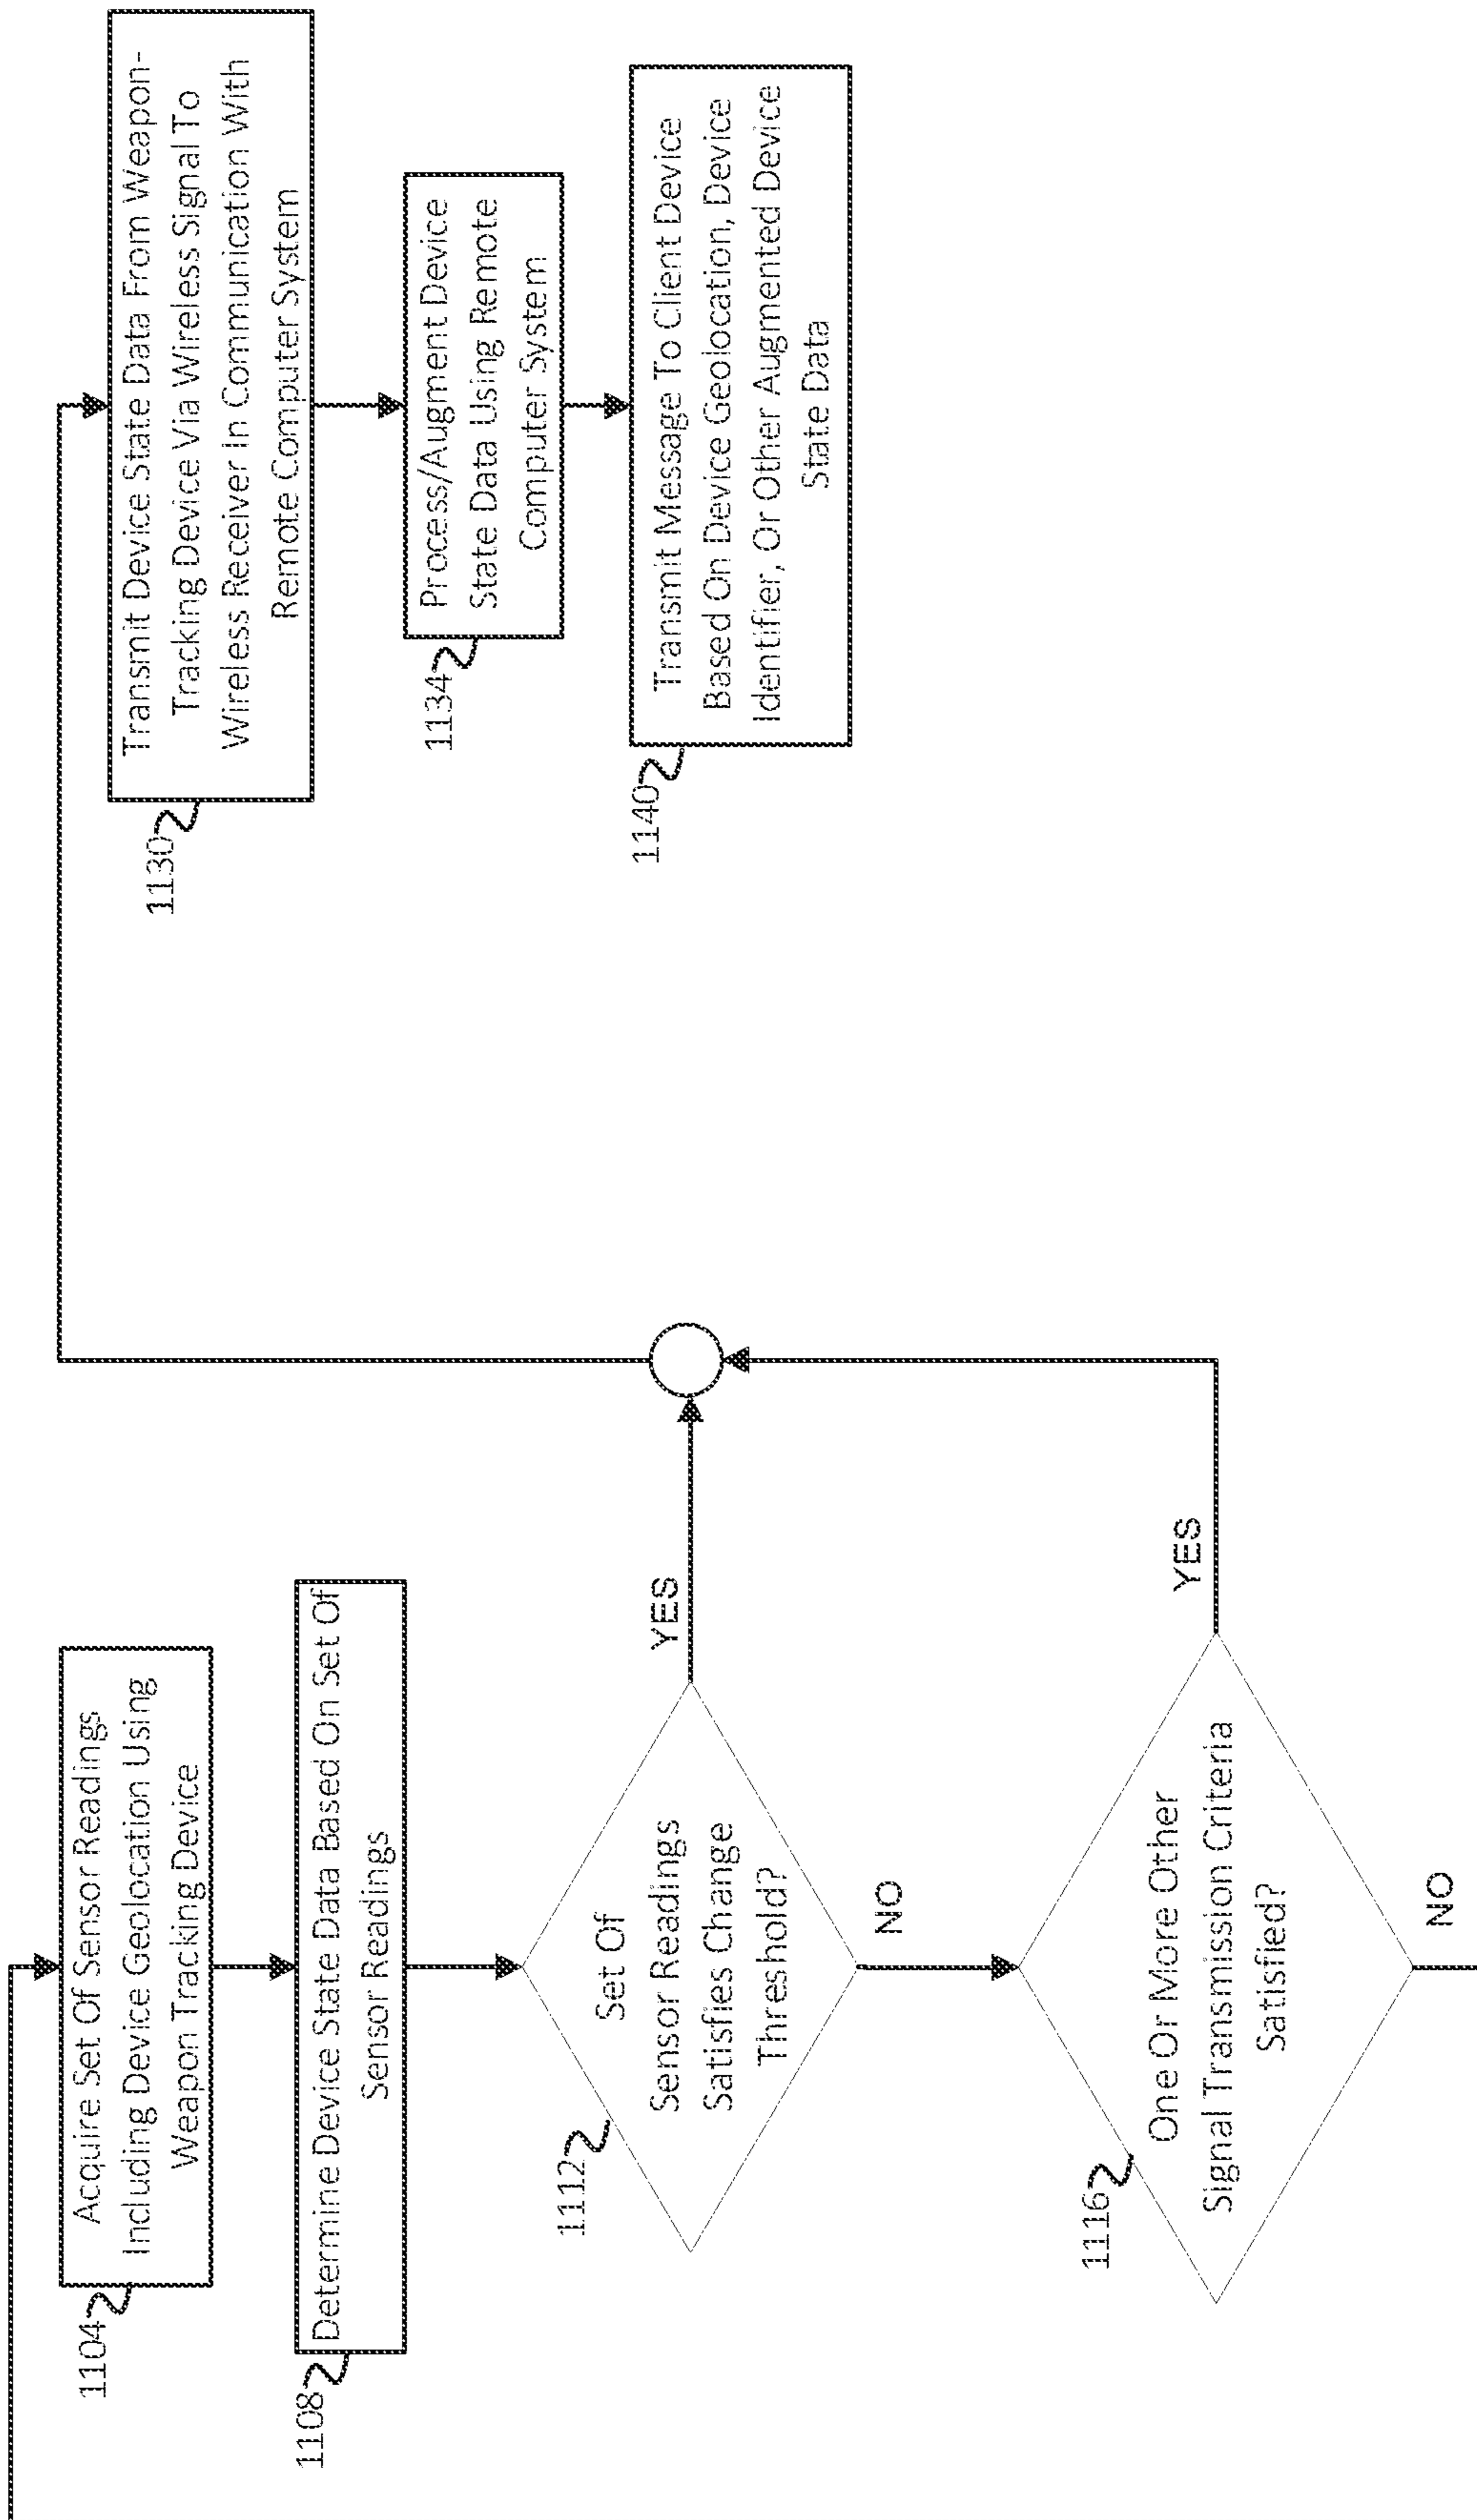 1104
Acquire Set Of Sensor Readings
Including Device Geolocation Using
Weapon Tracking Device
1108
Determine Device State Data Based On Set Of
Sensor Readings
1112
Set Of
Sensor Readings
Satisfies Change
Threshold?
YES
NO
1116
One Or More Other
Signal Transmission Criteria
Satisfied?
YES
NO
1130
Transmit Device State Data From Weapon-
Tracking Device Via Wireless Signal To
Wireless Receiver In Communication With
Remote Computer System
1134
Process/Augment Device
State Data Using Remote
Computer System
1140
Transmit Message To Client Device
Based On Device Geolocation, Device
Identifier, Or Other Augmented Device
State Data